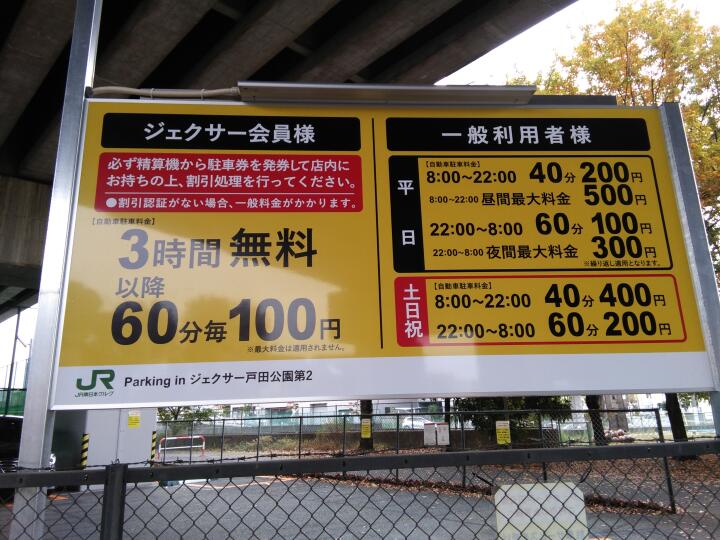 ジェクサー会員様
必ず精算機から駐車券を発券して店内に
お持ちの上、割引処理を行ってください。
●割引認証がない場合、一般料金がかかります。
【自動車駐車料金】
3時間無料
以降
60分毎100円
※最大料金は適用されません。
一般利用者様
平日
【自動車駐車料金】
8:00～22:00 40分 200円
8:00～22:00 昼間最大料金 500円
22:00～8:00 60分 100円
22:00～8:00 夜間最大料金 300円
※繰り返し適用となります。
土日祝
【自動車駐車料金】
8:00～22:00 40分 400円
22:00～8:00 60分 200円
JR
JR東日本グループ
Parking in ジェクサー戸田公園第2